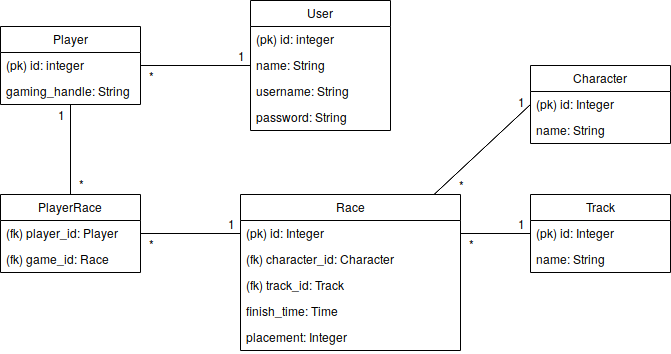 User
(pk) id: integer
name: String
username: String
password: String
Player
(pk) id: integer
gaming_handle: String
1
*
1
*
Character
(pk) id: Integer
name: String
1
*
PlayerRace
(fk) player_id: Player
(fk) game_id: Race
1
*
Race
(pk) id: Integer
(fk) character_id: Character
(fk) track_id: Track
finish_time: Time
placement: Integer
1
*
Track
(pk) id: Integer
name: String